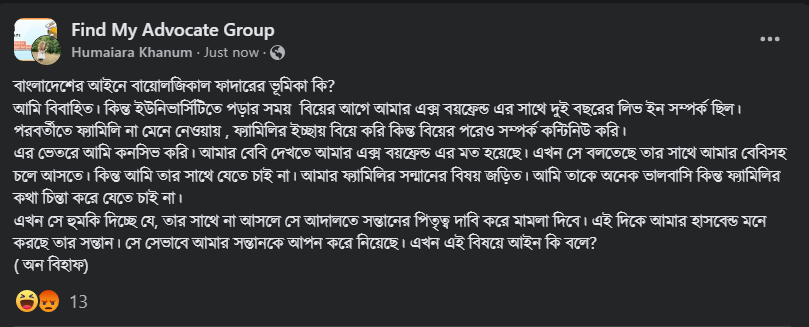 Find My Advocate Group
Humaiara Khanum · Just now ·
বাংলাদেশের আইনে বায়োলজিকাল ফাদারের ভূমিকা কি?
আমি বিবাহিত। কিন্ত ইউনিভার্সিটিতে পড়ার সময় বিয়ের আগে আমার এক্স বয়ফ্রেন্ড এর সাথে দুই বছরের লিভ ইন সম্পর্ক ছিল।
পরবর্তীতে ফ্যামিলি না মেনে নেওয়ায় , ফ্যামিলির ইচ্ছায় বিয়ে করি কিন্ত বিয়ের পরেও সম্পর্ক কন্টিনিউ করি।
এর ভেতরে আমি কনসিভ করি। আমার বেবি দেখতে আমার এক্স বয়ফ্রেন্ড এর মত হয়েছে। এখন সে বলতেছে তার সাথে আমার বেবিসহ
চলে আসতে। কিন্ত আমি তার সাথে যেতে চাই না। আমার ফ্যামিলির সন্মানের বিষয় জড়িত। আমি তাকে অনেক ভালবাসি কিন্ত ফ্যামিলির
কথা চিন্তা করে যেতে চাই না।
এখন সে হুমকি দিচ্ছে যে, তার সাথে না আসলে সে আদালতে সন্তানের পিতৃত্ব দাবি করে মামলা দিবে। এই দিকে আমার হাসবেন্ড মনে
করছে তার সন্তান। সে সেভাবে আমার সন্তানকে আপন করে নিয়েছে। এখন এই বিষয়ে আইন কি বলে?
( অন বিহাফ)
13